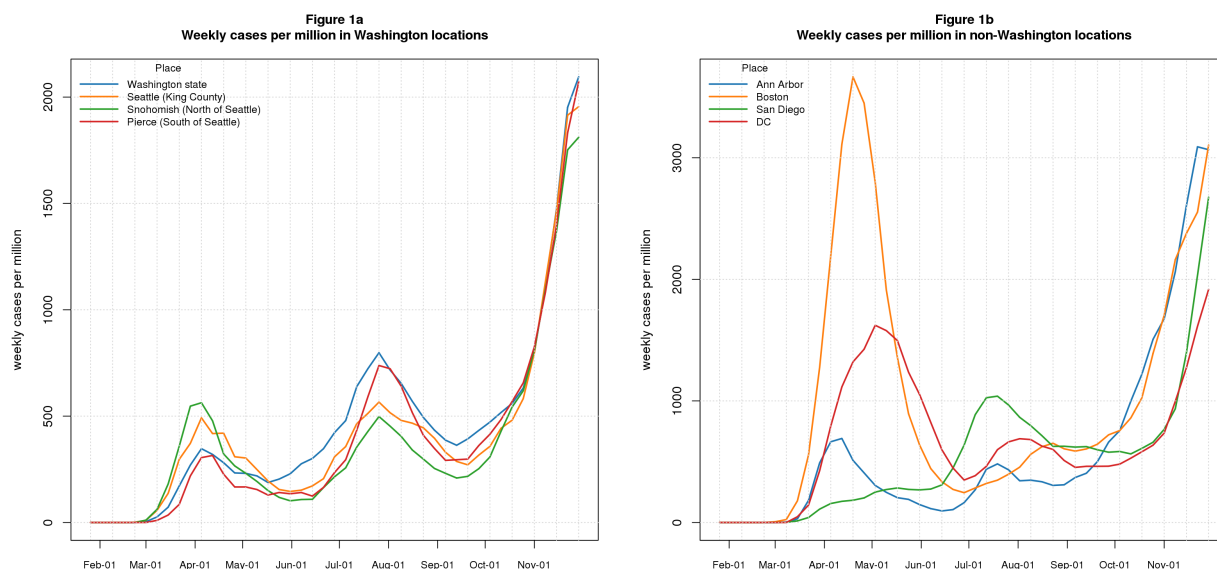 Figure 1a
Weekly cases per million in Washington locations
Place
Washington state
Seattle (King County)
Snohomish (North of Seattle)
Pierce (South of Seattle)
weekly cases per million
2000
1500
1000
500
0
Feb-01 Mar-01 Apr-01 May-01 Jun-01 Jul-01 Aug-01 Sep-01 Oct-01 Nov-01
Figure 1b
Weekly cases per million in non-Washington locations
Place
Ann Arbor
Boston
San Diego
DC
weekly cases per million
3000
2000
1000
0
Feb-01 Mar-01 Apr-01 May-01 Jun-01 Jul-01 Aug-01 Sep-01 Oct-01 Nov-01